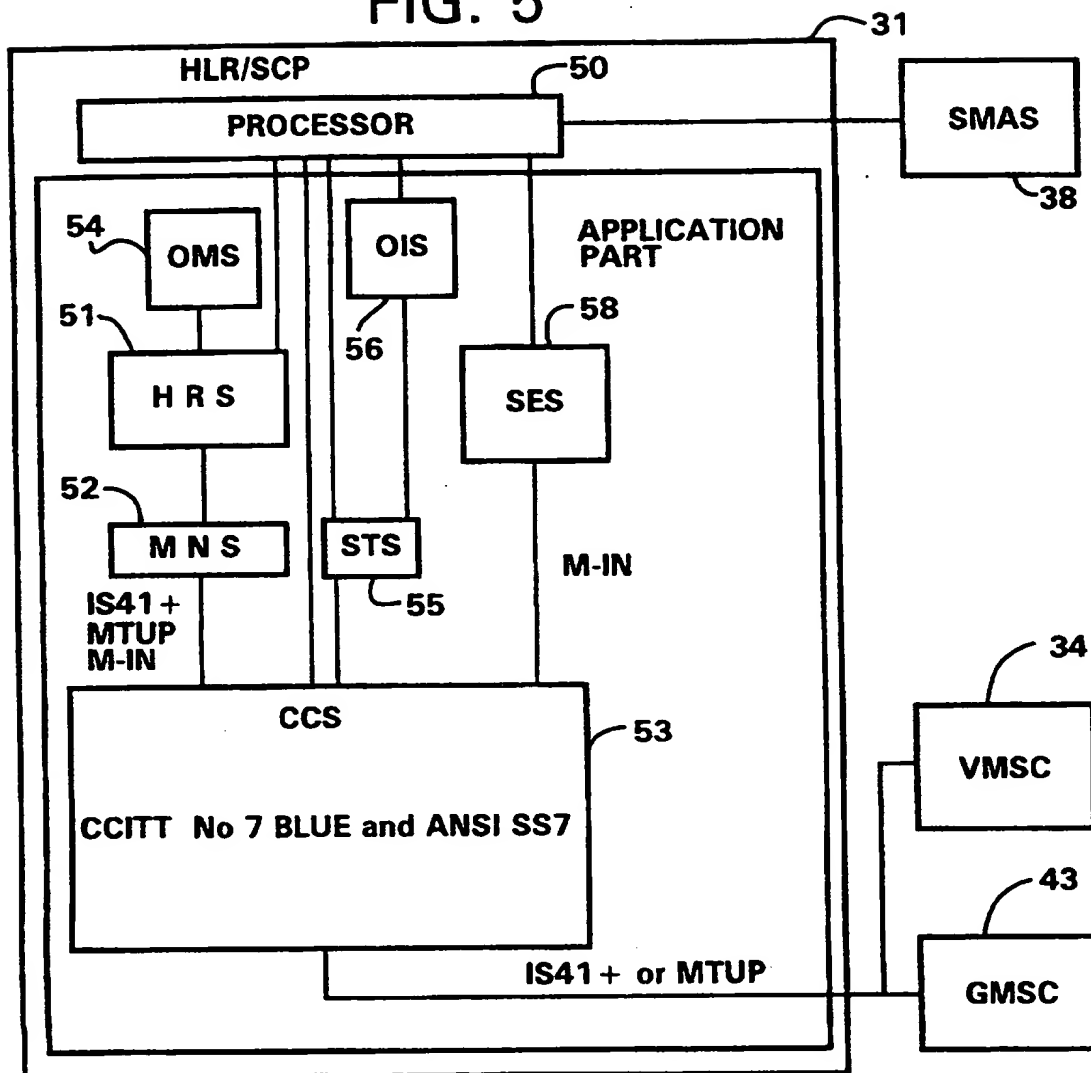 FIG. 5
31
HLR/SCP
50
PROCESSOR
SMAS
38
54
OMS
OIS
APPLICATION
PART
51
56
58
H R S
SES
52
M N S
STS
55
M-IN
IS41+
MTUP
M-IN
34
CCS
53
VMSC
CCITT No 7 BLUE and ANSI SS7
43
IS41+ or MTUP
GMSC